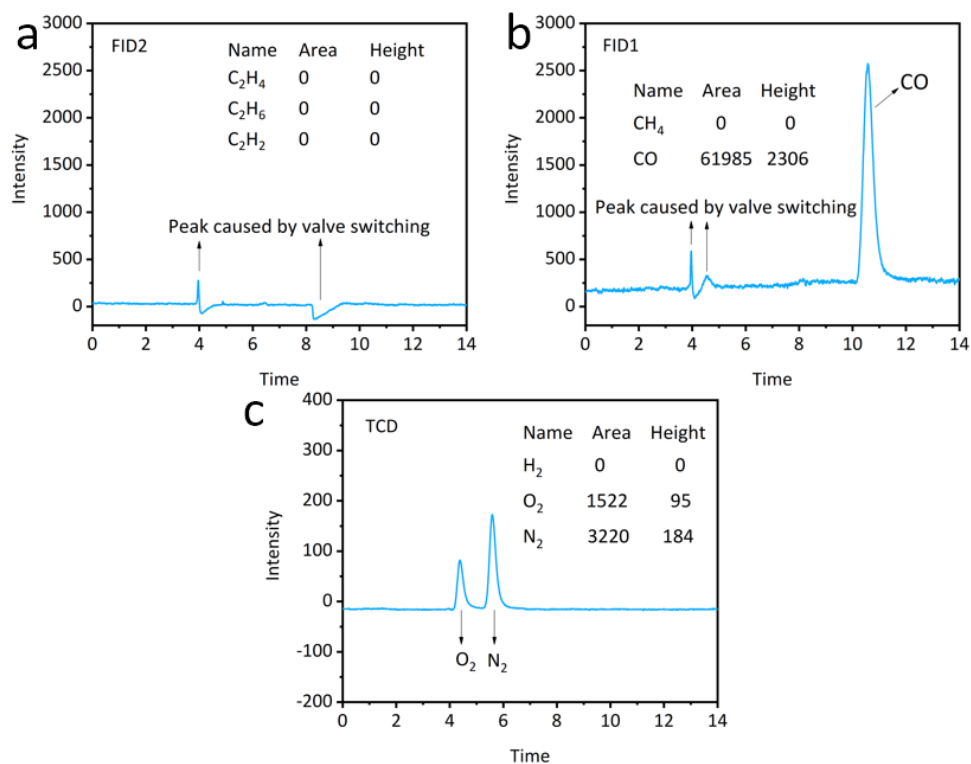 a
FID2
Name Area Height
C₂H₄ 0 0
C₂H₆ 0 0
C₂H₂ 0 0
Peak caused by valve switching
Intensity
3000
2500
2000
1500
1000
500
0
0 2 4 6 8 10 12 14
Time
b
FID1
Name Area Height
CH₄ 0 0
CO 61985 2306
CO
Peak caused by valve switching
Intensity
3000
2500
2000
1500
1000
500
0
0 2 4 6 8 10 12 14
Time
c
TCD
Name Area Height
H₂ 0 0
O₂ 1522 95
N₂ 3220 184
O₂ N₂
Intensity
400
300
200
100
0
-100
-200
0 2 4 6 8 10 12 14
Time